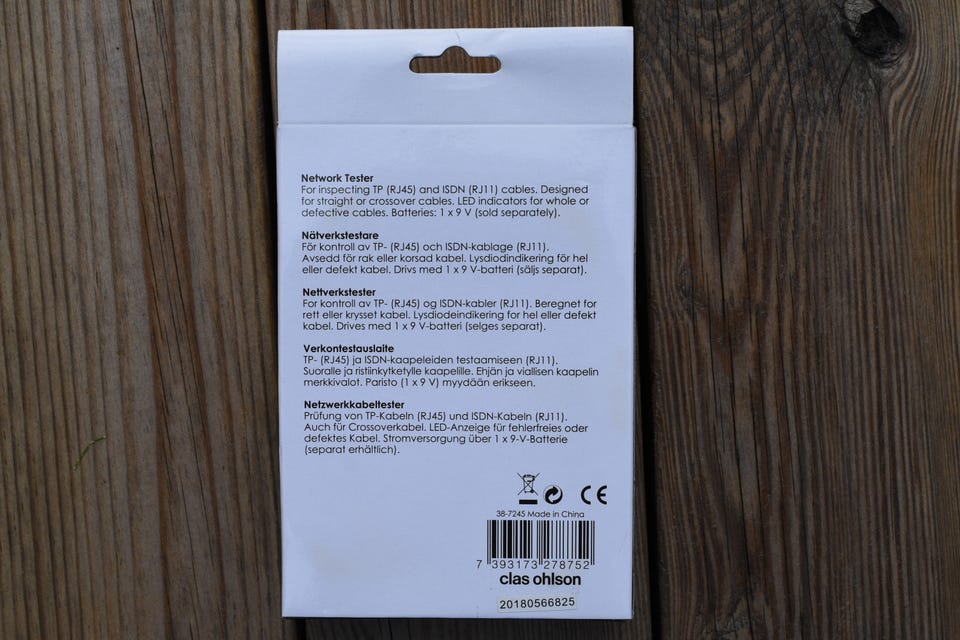 Network Tester
For inspecting TP (RJ45) and ISDN (RJ11) cables. Designed
for straight or crossover cables. LED indicators for whole or
defective cables. Batteries: 1 x 9 V (sold separately).
Nätverkstestare
För kontroll av TP- (RJ45) och ISDN-kablage (RJ11).
Avsedd för rak eller korsad kabel. Lysdiodindikering för hel
eller defekt kabel. Drivs med 1 x 9 V-batteri (säljs separat).
Nettverkstester
For kontroll av TP- (RJ45) og ISDN-kabler (RJ11). Beregnet for
rett eller krysset kabel. Lysdiodeindikering for hel eller defekt
kabel. Drives med 1 x 9 V-batteri (selges separat).
Verkontestauslaite
TP- (RJ45) ja ISDN-kaapeleiden testaamiseen (RJ11).
Suoralle ja ristiinkytketylle kaapelille. Ehjän ja viallisen kaapelin
merkkivalot. Paristo (1 x 9 V) myydään erikseen.
Netzwerkkabeltester
Prüfung von TP-Kabeln (RJ45) und ISDN-Kabeln (RJ11).
Auch für Crossoverkabel. LED-Anzeige für fehlerfreies oder
defektes Kabel. Stromversorgung über 1 x 9-V-Batterie
(separat erhältlich).
CE
38-7245 Made in China
7 393173 278752
clas ohlson
20180566825